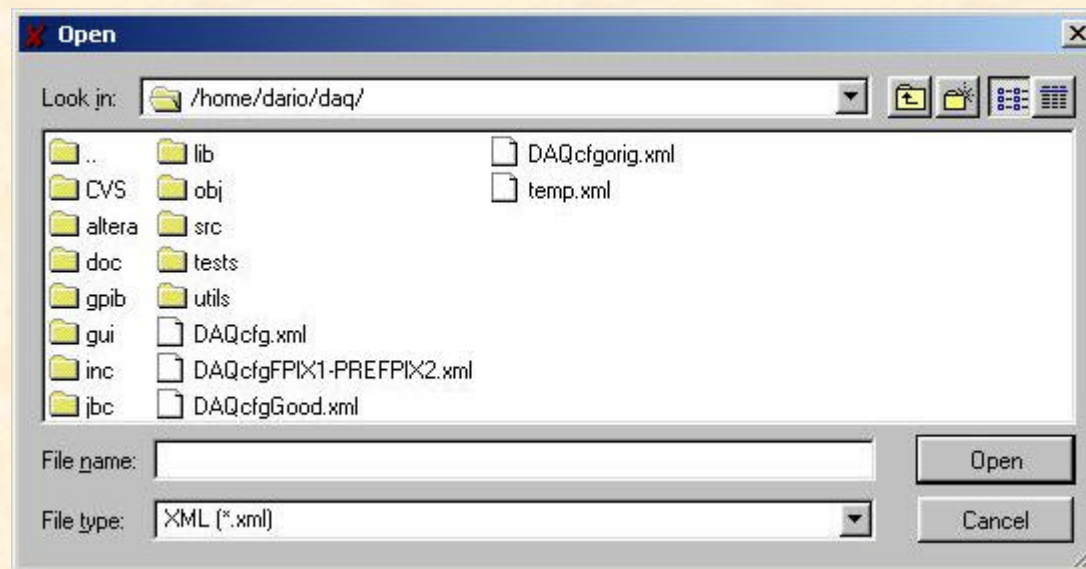 Open
Look in: /home/dario/daq/
..
CVS
altera
doc
gpib
gui
inc
jbc
lib
obj
src
tests
utils
DAQcfg.xml
DAQcfgFPIX1-PREFPIX2.xml
DAQcfgGood.xml
DAQcfgorig.xml
temp.xml
File name:
Open
File type: XML (*.xml)
Cancel